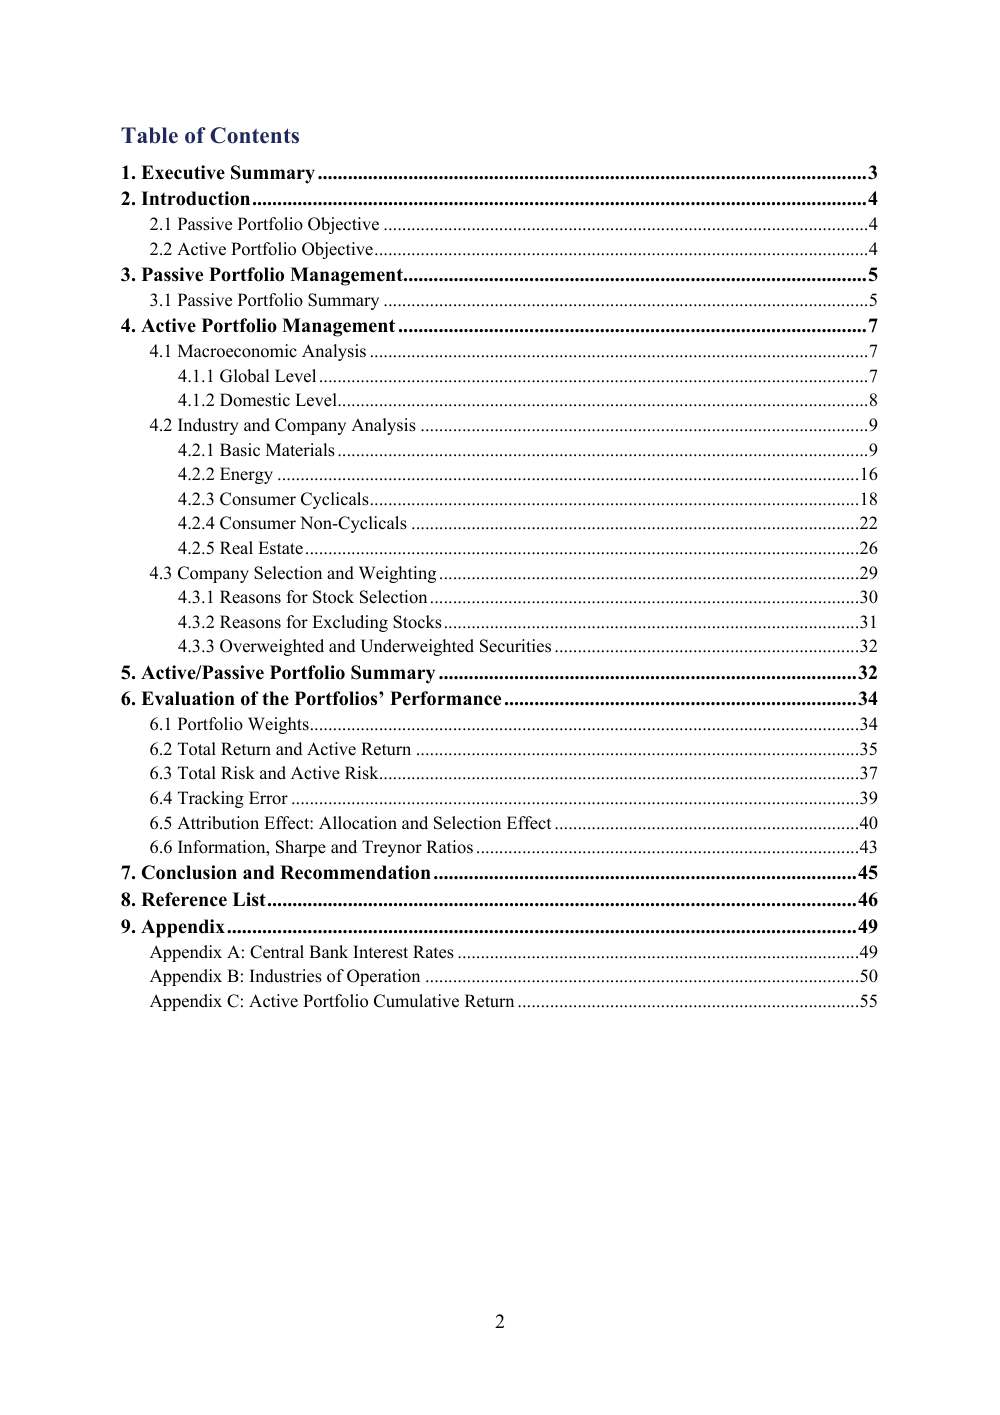 Table of Contents
1. Executive Summary............................................................................................................3
2. Introduction.........................................................................................................................4
2.1 Passive Portfolio Objective .........................................................................................................4
2.2 Active Portfolio Objective...........................................................................................................4
3. Passive Portfolio Management...........................................................................................5
3.1 Passive Portfolio Summary .........................................................................................................5
4. Active Portfolio Management............................................................................................7
4.1 Macroeconomic Analysis ............................................................................................................7
4.1.1 Global Level.......................................................................................................................7
4.1.2 Domestic Level...................................................................................................................8
4.2 Industry and Company Analysis .................................................................................................9
4.2.1 Basic Materials...................................................................................................................9
4.2.2 Energy ..............................................................................................................................16
4.2.3 Consumer Cyclicals..........................................................................................................18
4.2.4 Consumer Non-Cyclicals .................................................................................................22
4.2.5 Real Estate........................................................................................................................26
4.3 Company Selection and Weighting...........................................................................................29
4.3.1 Reasons for Stock Selection.............................................................................................30
4.3.2 Reasons for Excluding Stocks..........................................................................................31
4.3.3 Overweighted and Underweighted Securities..................................................................32
5. Active/Passive Portfolio Summary..................................................................................32
6. Evaluation of the Portfolios’ Performance......................................................................34
6.1 Portfolio Weights.......................................................................................................................34
6.2 Total Return and Active Return ................................................................................................35
6.3 Total Risk and Active Risk........................................................................................................37
6.4 Tracking Error ...........................................................................................................................39
6.5 Attribution Effect: Allocation and Selection Effect..................................................................40
6.6 Information, Sharpe and Treynor Ratios...................................................................................43
7. Conclusion and Recommendation...................................................................................45
8. Reference List....................................................................................................................46
9. Appendix............................................................................................................................49
Appendix A: Central Bank Interest Rates .......................................................................................49
Appendix B: Industries of Operation ..............................................................................................50
Appendix C: Active Portfolio Cumulative Return..........................................................................55
2